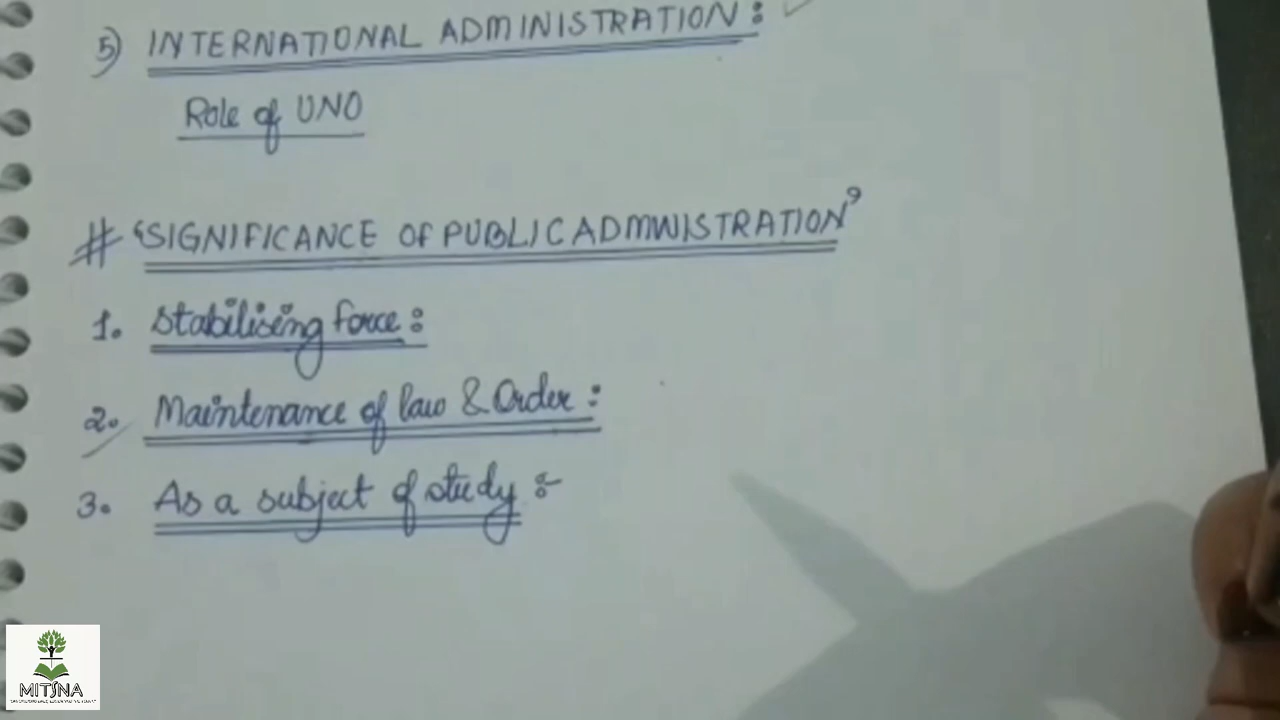 5) INTERNATIONAL ADMINISTRATION:
Role of UNO
# 'SIGNIFICANCE OF PUBLIC ADMINISTRATION'
1. Stabilising force:
2. Maintenance of law & Order:
3. As a subject of study :-
MITSNA